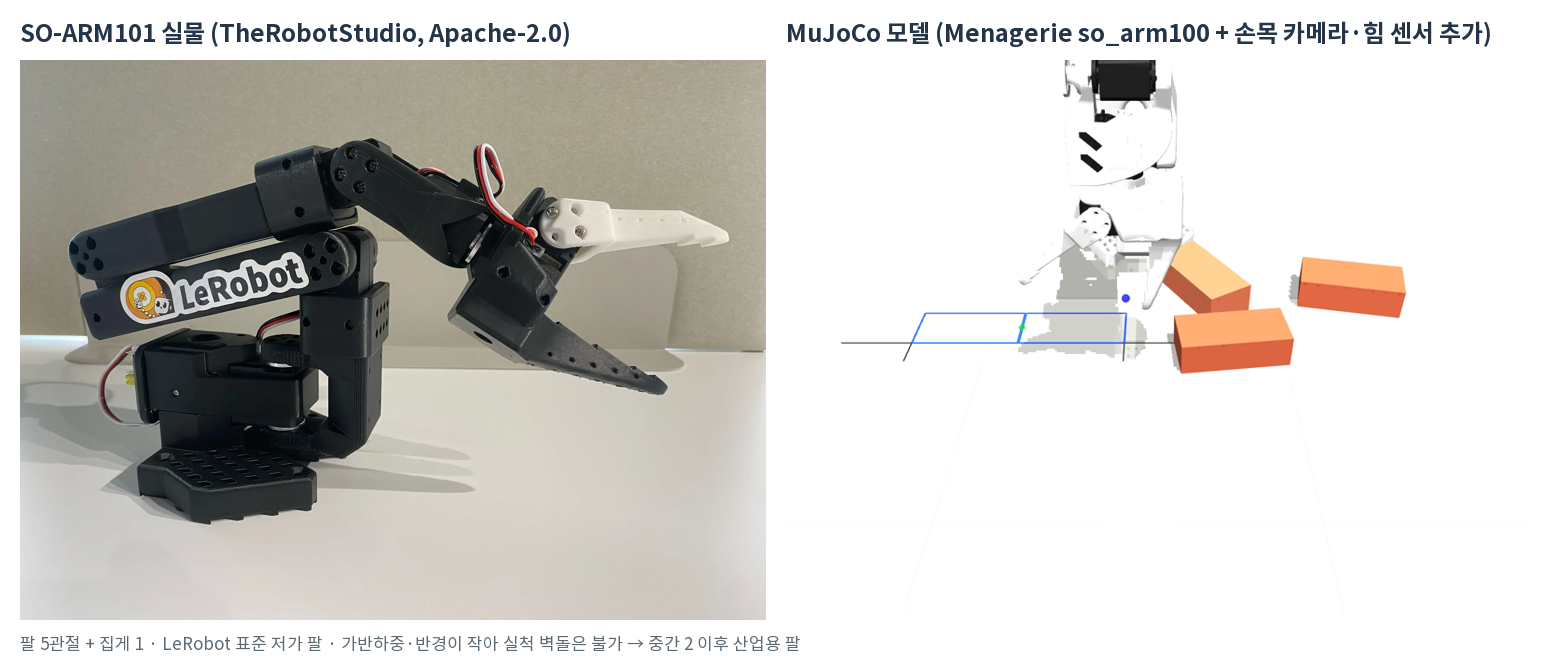 SO-ARM101 실물 (TheRobotStudio, Apache-2.0)
MuJoCo 모델 (Menagerie so_arm100 + 손목 카메라·힘 센서 추가)
LeRobot
팔 5관절 + 집게 1 · LeRobot 표준 저가 팔 · 가반하중·반경이 작아 실척 벽돌은 불가 → 중간 2 이후 산업용 팔